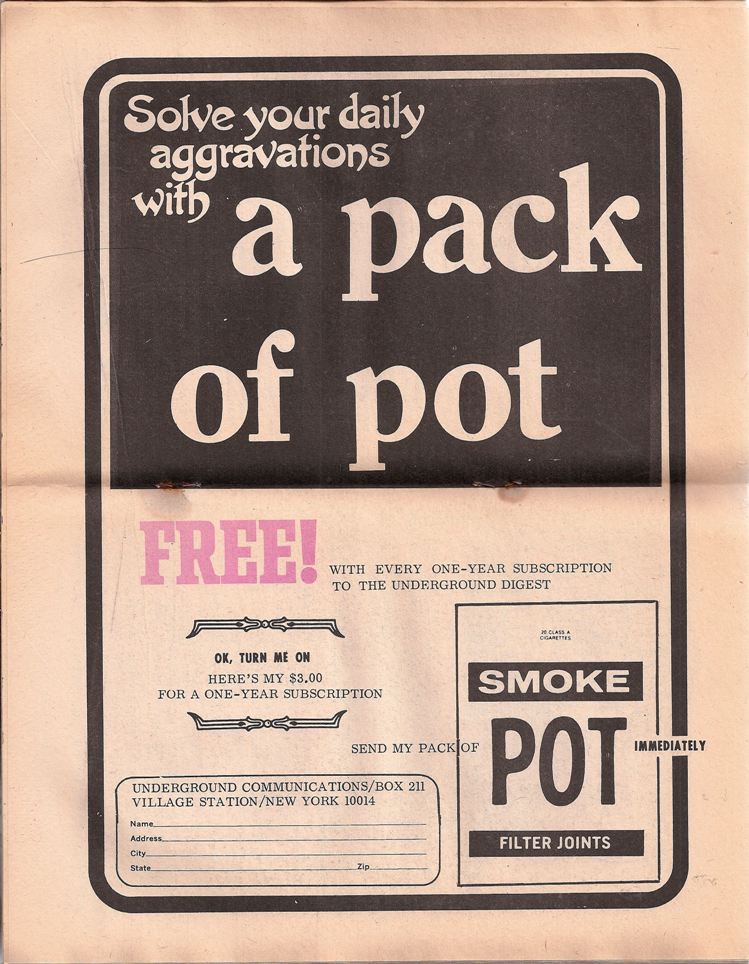 Solve your daily
aggravations
with a pack
of pot
FREE! WITH EVERY ONE-YEAR SUBSCRIPTION
TO THE UNDERGROUND DIGEST
OK, TURN ME ON
HERE'S MY $3.00
FOR A ONE-YEAR SUBSCRIPTION
20 CLASS A
CIGARETTES
SMOKE
SEND MY PACK OF POT IMMEDIATELY
FILTER JOINTS
UNDERGROUND COMMUNICATIONS/BOX 211
VILLAGE STATION/NEW YORK 10014
Name
Address
City
State Zip